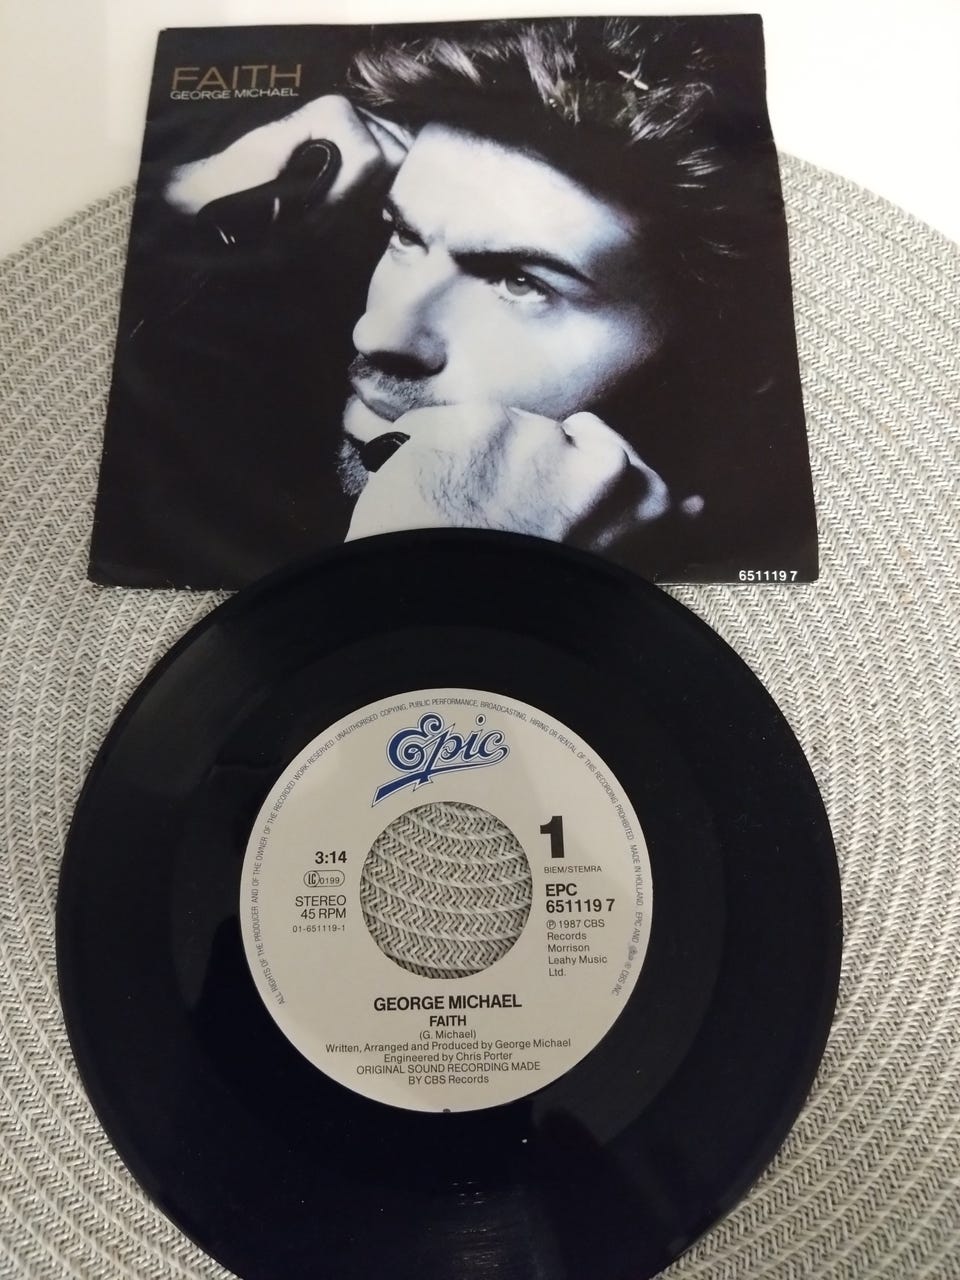 FAITH
GEORGE MICHAEL
651119 7
ALL RIGHTS OF THE PRODUCER AND OF THE OWNER OF THE RECORDED WORK RESERVED. UNAUTHORISED COPYING, PUBLIC PERFORMANCE, BROADCASTING, HIRING OR RENTAL OF THIS RECORDING PROHIBITED. MADE IN HOLLAND. EPIC AND ® CBS INC.
Epic
3:14
LC 0199
STEREO
45 RPM
01-651119-1
1
BIEM/STEMRA
EPC
651119 7
℗ 1987 CBS
Records
Morrison
Leahy Music
Ltd.
GEORGE MICHAEL
FAITH
(G. Michael)
Written, Arranged and Produced by George Michael
Engineered by Chris Porter
ORIGINAL SOUND RECORDING MADE
BY CBS Records